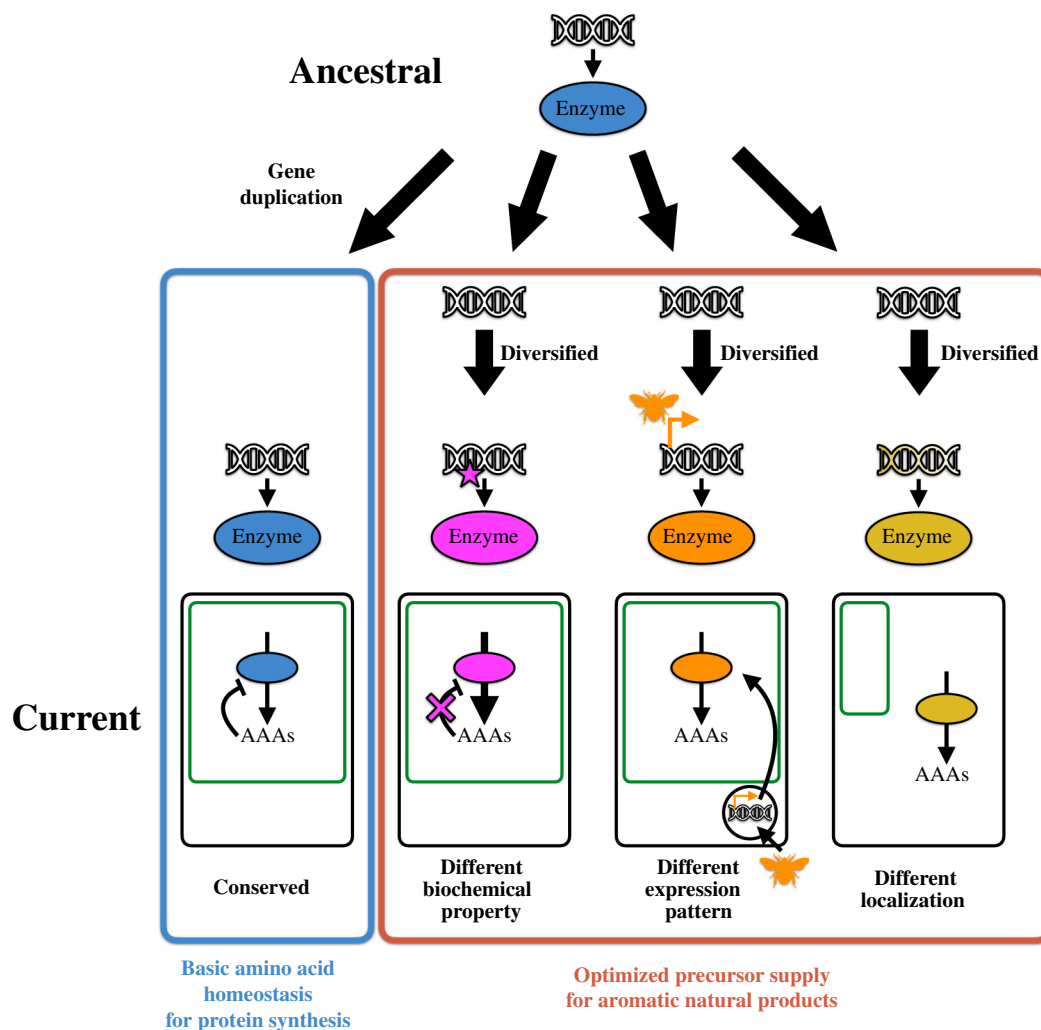 Ancestral
Enzyme
Gene
duplication
Diversified
Diversified
Diversified
Enzyme
Enzyme
Enzyme
Enzyme
Current
AAAs
AAAs
AAAs
AAAs
Conserved
Different
biochemical
property
Different
expression
pattern
Different
localization
Basic amino acid
homeostasis
for protein synthesis
Optimized precursor supply
for aromatic natural products